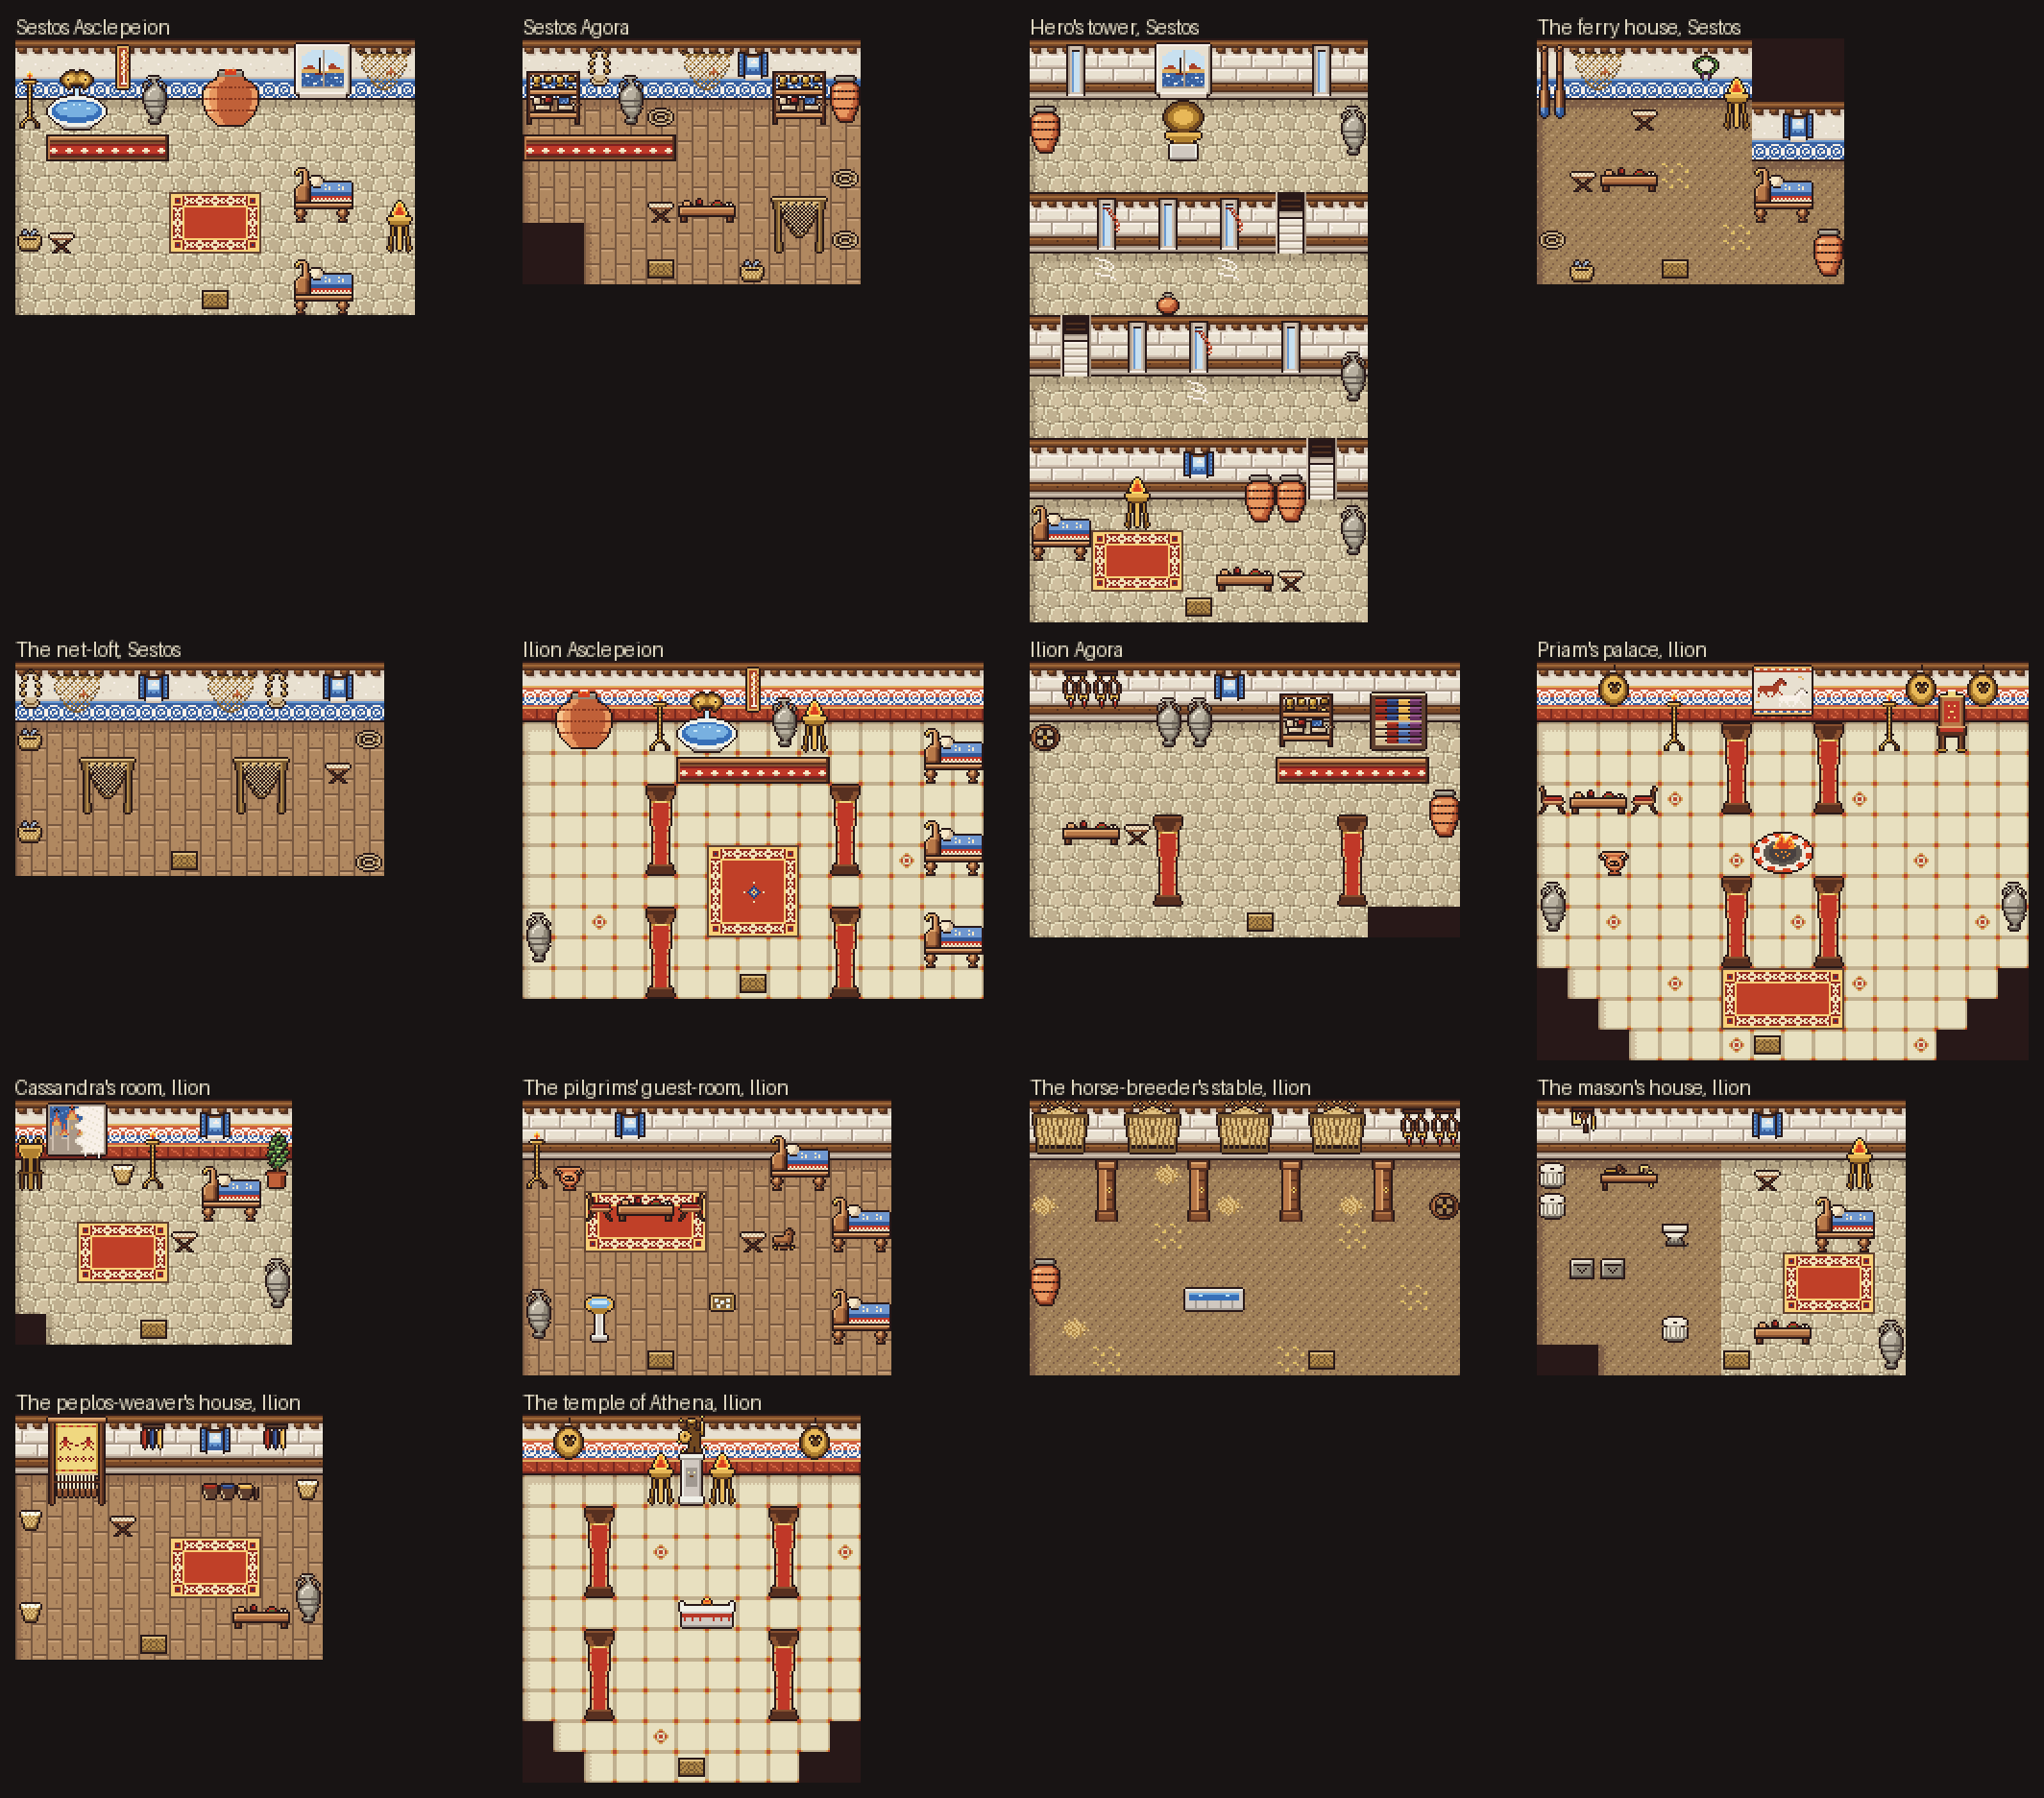 Sestos Asclepeion
Sestos Agora
Hero's tower, Sestos
The ferry house, Sestos
The net-loft, Sestos
Ilion Asclepeion
Ilion Agora
Priam's palace, Ilion
Cassandra's room, Ilion
The pilgrims' guest-room, Ilion
The horse-breeder's stable, Ilion
The mason's house, Ilion
The peplos-weaver's house, Ilion
The temple of Athena, Ilion